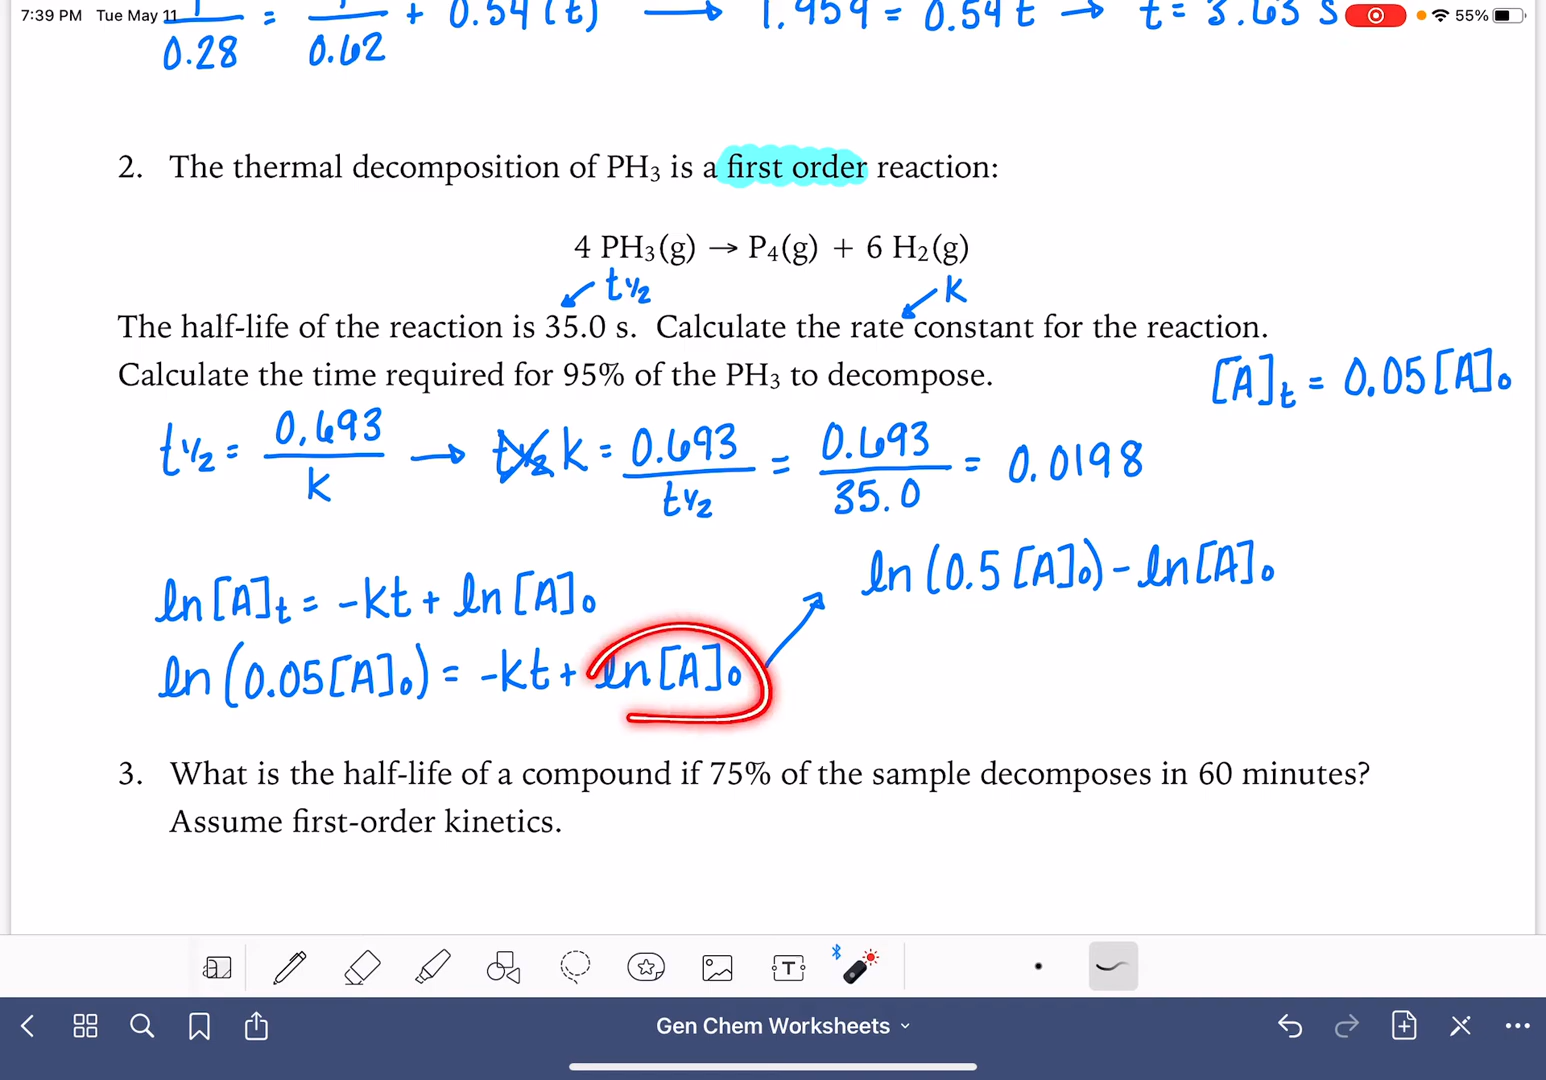 7:39 PM Tue May 11
55%
1/0.28 = 1/0.62 + 0.54 (t) → 1.959 = 0.54 t → t = 3.63 s
2. The thermal decomposition of PH₃ is a first order reaction:
4 PH₃(g) → P₄(g) + 6 H₂(g)
t½
k
The half-life of the reaction is 35.0 s. Calculate the rate constant for the reaction.
Calculate the time required for 95% of the PH₃ to decompose.
[A]t = 0.05 [A]₀
t½ = 0.693/k → k = 0.693/t½ = 0.693/35.0 = 0.0198
ln (0.5 [A]₀) - ln [A]₀
ln [A]t = -kt + ln [A]₀
ln (0.05 [A]₀) = -kt + ln [A]₀
3. What is the half-life of a compound if 75% of the sample decomposes in 60 minutes?
Assume first-order kinetics.
Gen Chem Worksheets